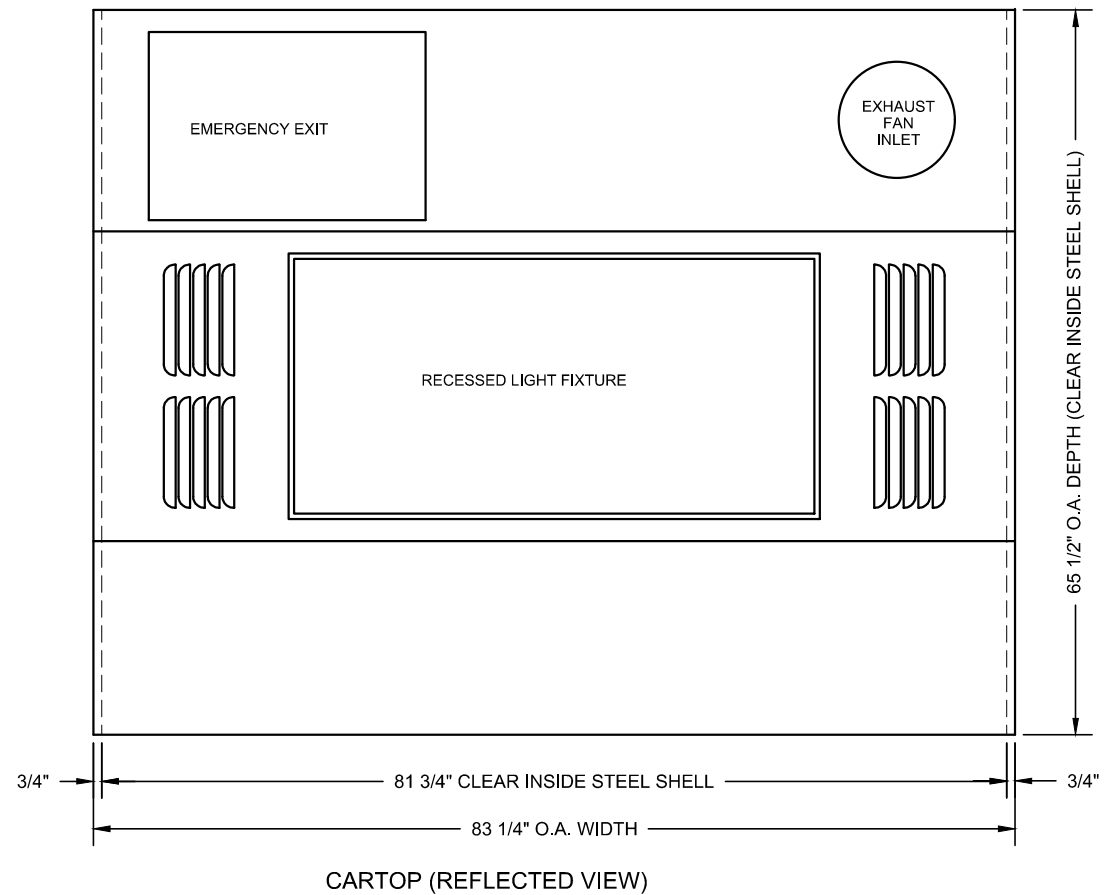 EMERGENCY EXIT
EXHAUST
FAN
INLET
RECESSED LIGHT FIXTURE
65 1/2" O.A. DEPTH (CLEAR INSIDE STEEL SHELL)
3/4"
81 3/4" CLEAR INSIDE STEEL SHELL
3/4"
83 1/4" O.A. WIDTH
CARTOP (REFLECTED VIEW)